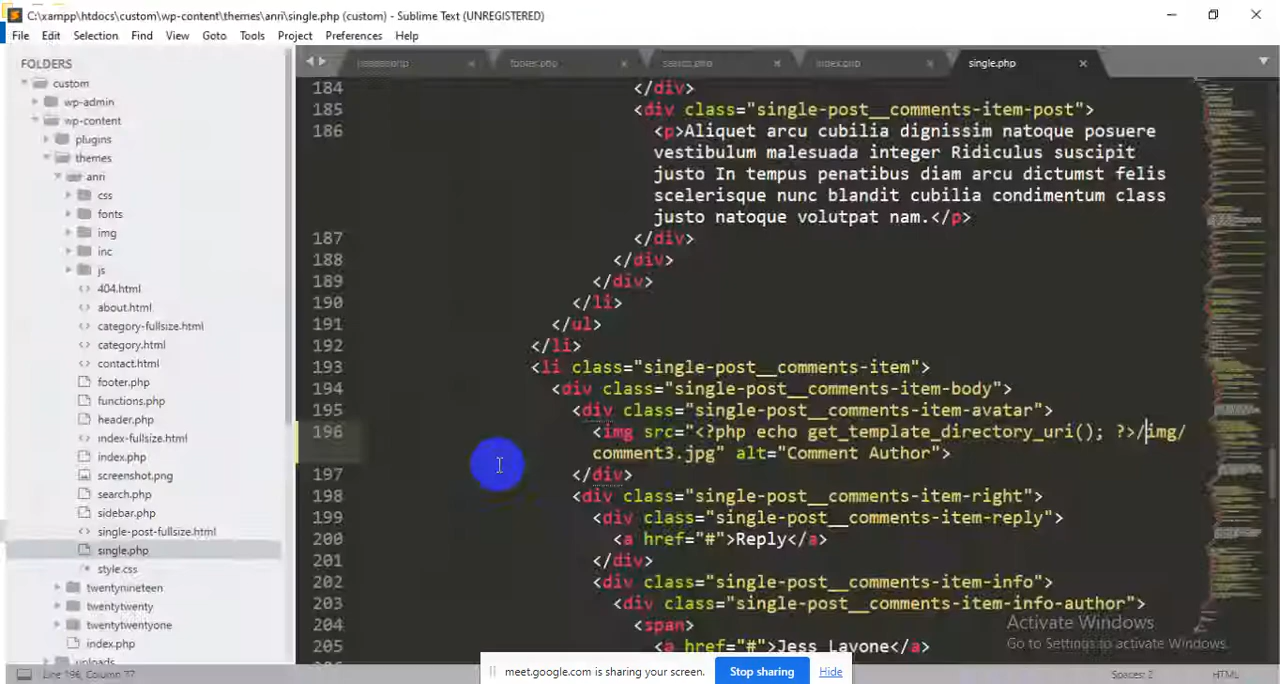 C:\xampp\htdocs\custom\wp-content\themes\anri\single.php (custom) - Sublime Text (UNREGISTERED)
File Edit Selection Find View Goto Tools Project Preferences Help
FOLDERS
custom
wp-admin
wp-content
plugins
themes
anri
css
fonts
img
inc
js
404.html
about.html
category-fullsize.html
category.html
contact.html
footer.php
functions.php
header.php
index-fullsize.html
index.php
screenshot.png
search.php
sidebar.php
single-post-fullsize.html
single.php
style.css
twentynineteen
twentytwenty
twentytwentyone
index.php
uploads
footer.php search.php index.php single.php
184 </div>
185 <div class="single-post__comments-item-post">
186 <p>Aliquet arcu cubilia dignissim natoque posuere
vestibulum malesuada integer Ridiculus suscipit
justo In tempus penatibus diam arcu dictumst felis
scelerisque nunc blandit cubilia condimentum class
justo natoque volutpat nam.</p>
187 </div>
188 </div>
189 </div>
190 </li>
191 </ul>
192 </li>
193 <li class="single-post__comments-item">
194 <div class="single-post__comments-item-body">
195 <div class="single-post__comments-item-avatar">
196 <img src="<?php echo get_template_directory_uri(); ?>/img/
comment3.jpg" alt="Comment Author">
197 </div>
198 <div class="single-post__comments-item-right">
199 <div class="single-post__comments-item-reply">
200 <a href="#">Reply</a>
201 </div>
202 <div class="single-post__comments-item-info">
203 <div class="single-post__comments-item-info-author">
204 <span>
205 <a href="#">Jess Lavone</a>
Activate Windows
Go to Settings to activate Windows.
meet.google.com is sharing your screen. Stop sharing Hide
Line 196, Column 37 Spaces: 2 HTML